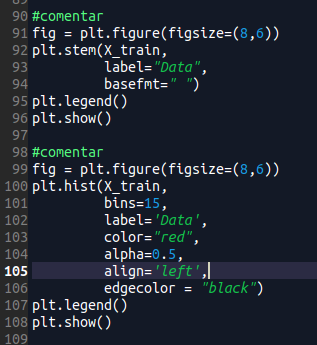 89
90 #comentar
91 fig = plt.figure(figsize=(8,6))
92 plt.stem(X_train,
93          label="Data",
94          basefmt=" ")
95 plt.legend()
96 plt.show()
97
98 #comentar
99 fig = plt.figure(figsize=(8,6))
100 plt.hist(X_train,
101          bins=15,
102          label='Data',
103          color="red",
104          alpha=0.5,
105          align='left',
106          edgecolor = "black")
107 plt.legend()
108 plt.show()
109